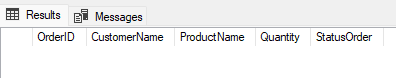 Results Messages
OrderID CustomerName ProductName Quantity StatusOrder